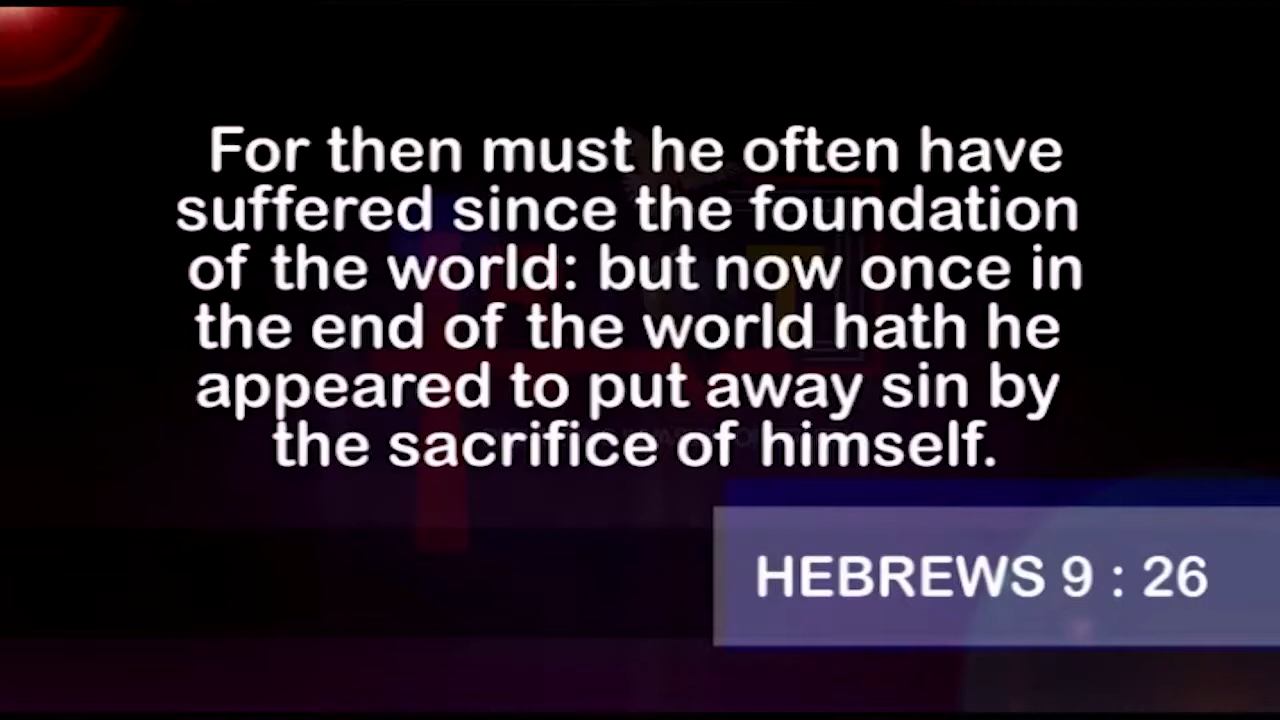 For then must he often have
suffered since the foundation
of the world: but now once in
the end of the world hath he
appeared to put away sin by
the sacrifice of himself.
HEBREWS 9 : 26